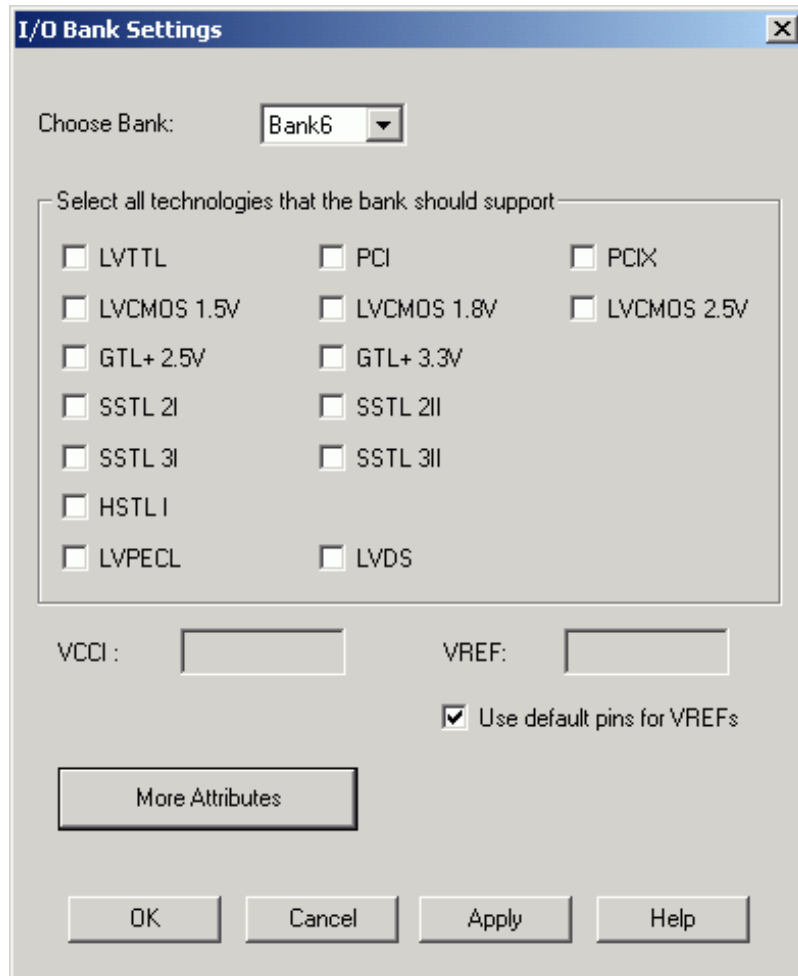 I/O Bank Settings
Choose Bank: Bank6
Select all technologies that the bank should support
LVTTL PCI PCIX
LVCMOS 1.5V LVCMOS 1.8V LVCMOS 2.5V
GTL+ 2.5V GTL+ 3.3V
SSTL 2I SSTL 2II
SSTL 3I SSTL 3II
HSTL I
LVPECL LVDS
VCCI : VREF:
Use default pins for VREFs
More Attributes
OK Cancel Apply Help